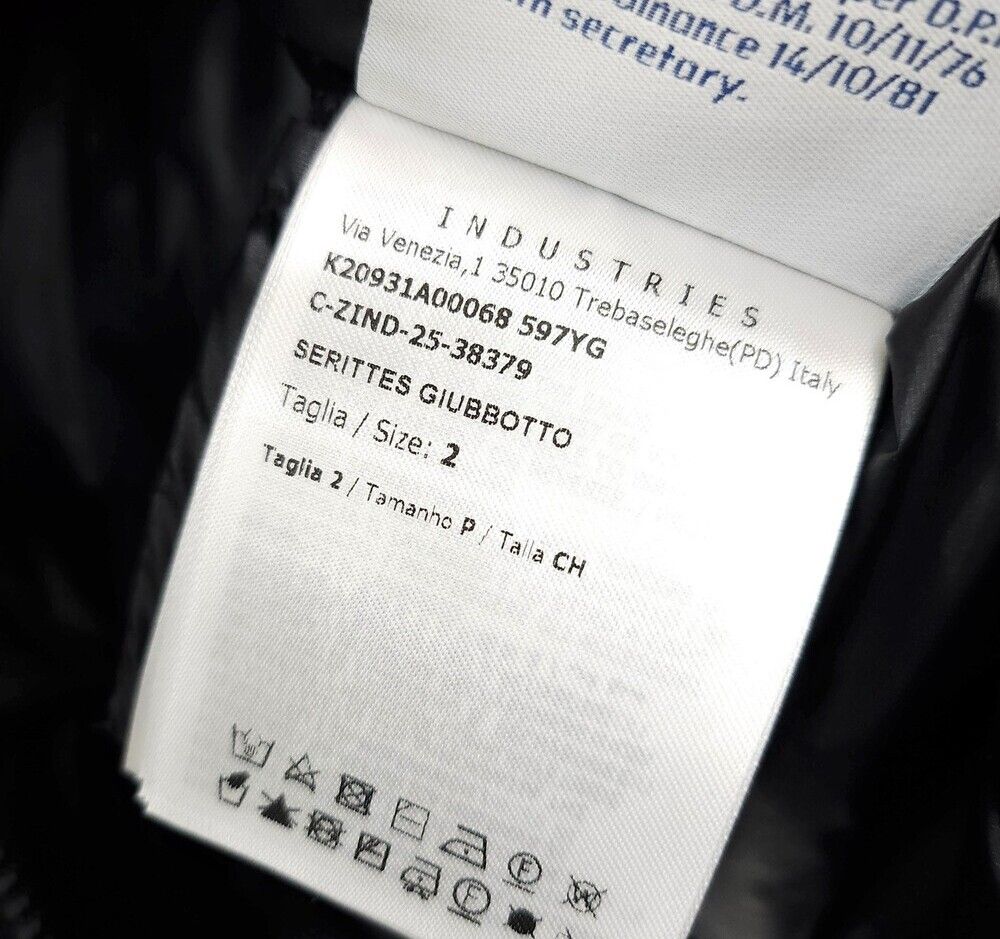 per D.P.
D.M. 10/11/76
14/10/81
secretary.
INDUSTRIES
Via Venezia,1 35010 Trebaseleghe(PD) Italy
K20931A00068 597YG
C-ZIND-25-38379
SERITTES GIUBBOTTO
Taglia / Size: 2
Taglia 2 / Tamanho P / Talla CH
F
W
F